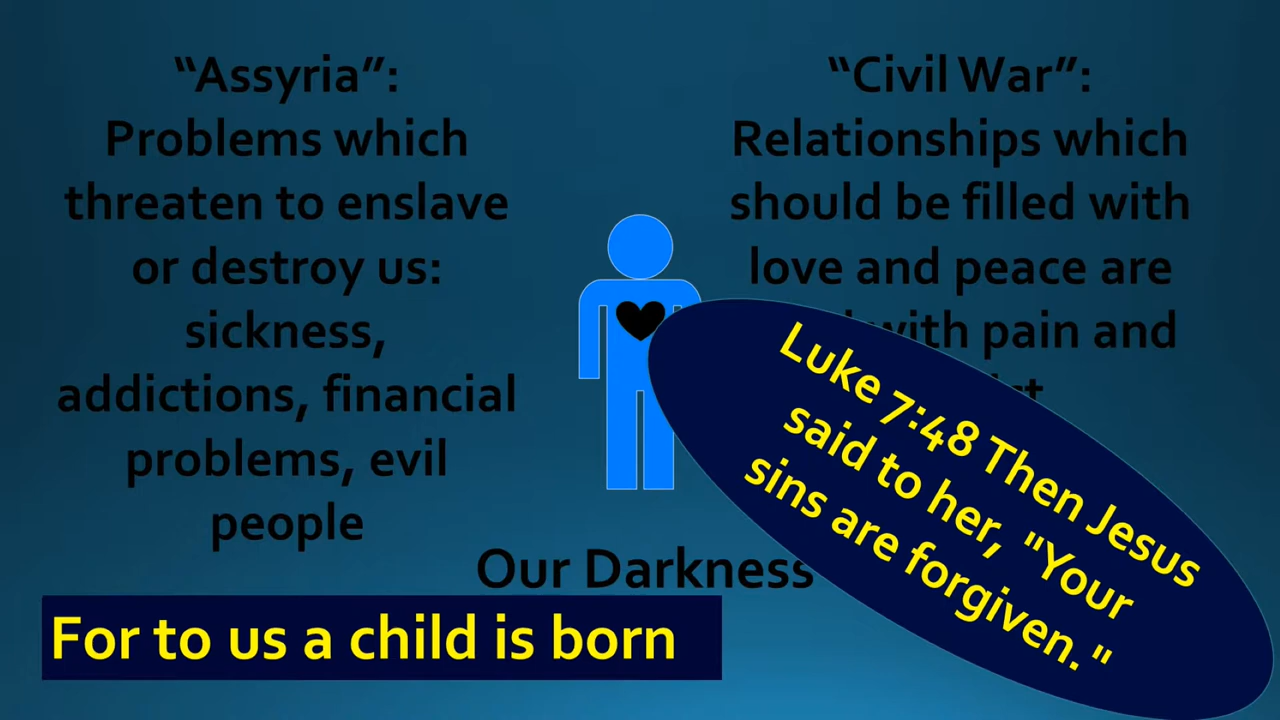 “Assyria”:
Problems which
threaten to enslave
or destroy us:
sickness,
addictions, financial
problems, evil
people
“Civil War”:
Relationships which
should be filled with
love and peace are
with pain and
Our Darkness
For to us a child is born
Luke 7:48 Then Jesus
said to her, "Your
sins are forgiven."